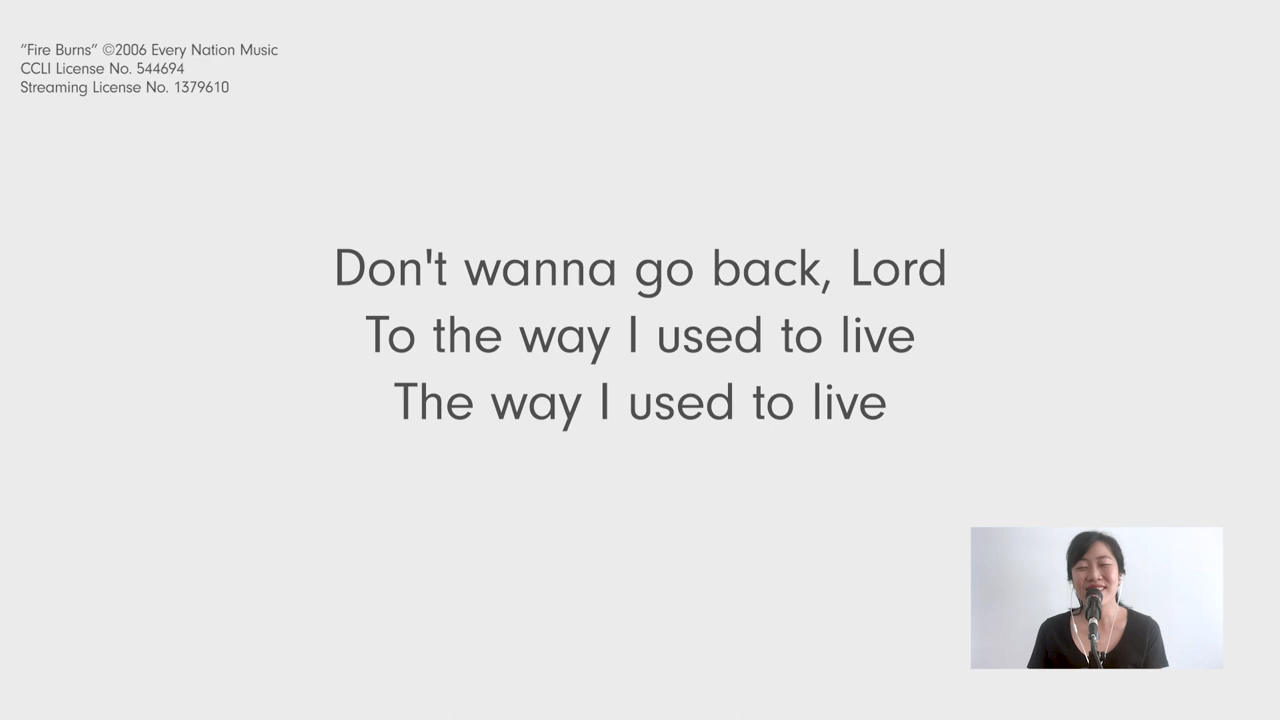 “Fire Burns” ©2006 Every Nation Music
CCLI License No. 544694
Streaming License No. 1379610
Don't wanna go back, Lord
To the way I used to live
The way I used to live